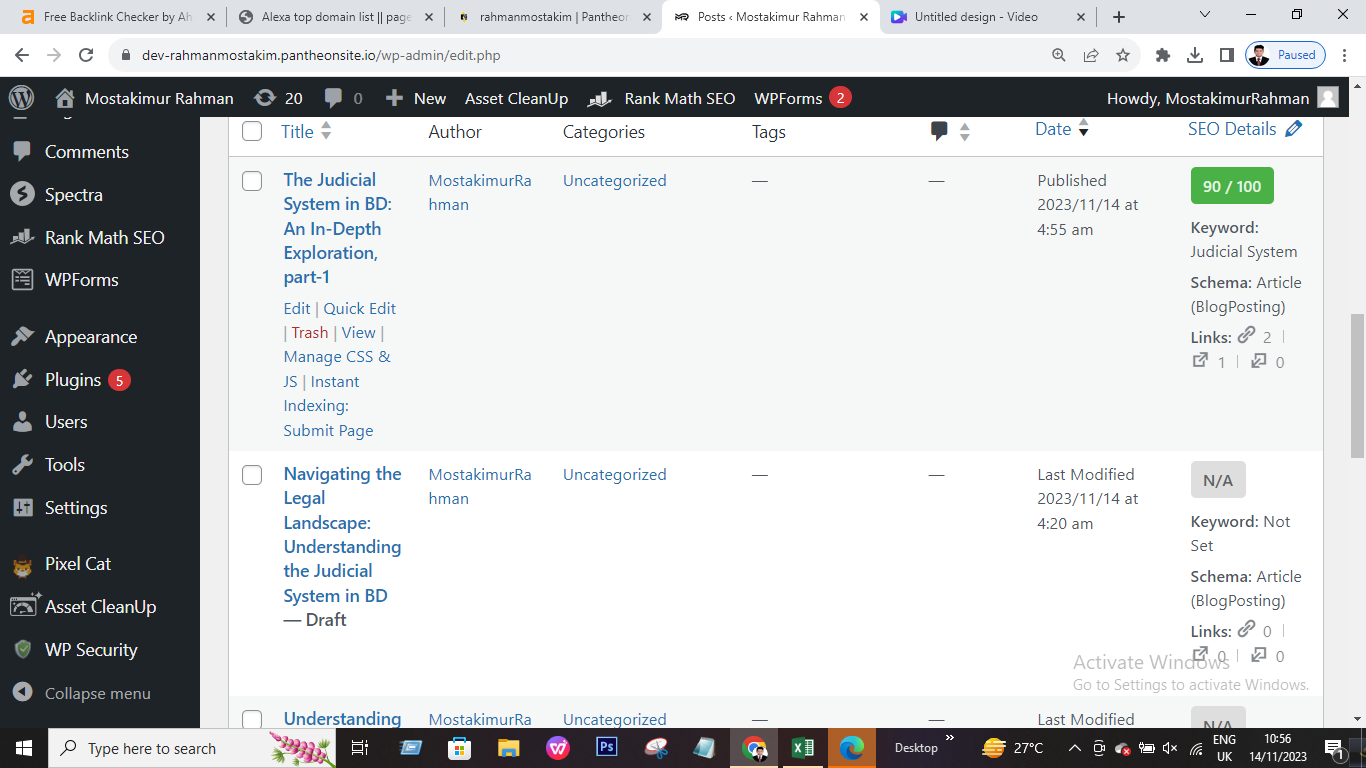 Free Backlink Checker by Ah
Alexa top domain list || page
rahmanmostakim | Pantheon
Posts ‹ Mostakimur Rahman
Untitled design - Video
dev-rahmanmostakim.pantheonsite.io/wp-admin/edit.php
Paused
Mostakimur Rahman
20
0
New
Asset CleanUp
Rank Math SEO
WPForms 2
Howdy, MostakimurRahman
Comments
Spectra
Rank Math SEO
WPForms
Appearance
Plugins 5
Users
Tools
Settings
Pixel Cat
Asset CleanUp
WP Security
Collapse menu
Title
Author
Categories
Tags
Date
SEO Details
The Judicial
System in BD:
An In-Depth
Exploration,
part-1
Edit | Quick Edit
| Trash | View |
Manage CSS &
JS | Instant
Indexing:
Submit Page
MostakimurRa
hman
Uncategorized
—
—
Published
2023/11/14 at
4:55 am
90 / 100
Keyword:
Judicial System
Schema: Article
(BlogPosting)
Links: 2 |
1 | 0
Navigating the
Legal
Landscape:
Understanding
the Judicial
System in BD
— Draft
MostakimurRa
hman
Uncategorized
—
—
Last Modified
2023/11/14 at
4:20 am
N/A
Keyword: Not
Set
Schema: Article
(BlogPosting)
Links: 0 |
0 | 0
Understanding
MostakimurRa
Uncategorized
—
—
Last Modified
N/A
Activate Windows
Go to Settings to activate Windows.
Type here to search
Ps
Desktop
27°C
ENG
UK
10:56
14/11/2023
1